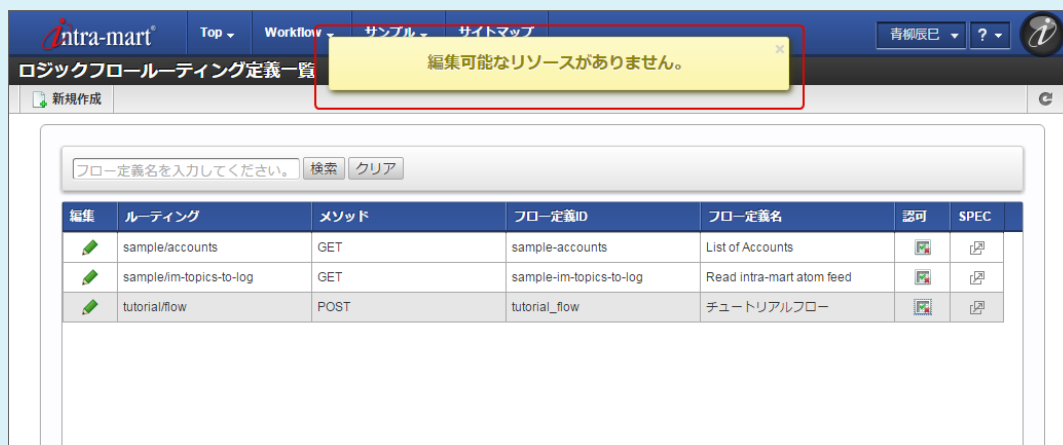 intra-mart® Top Workflow サンプル サイトマップ 青柳辰巳 ?
編集可能なリソースがありません。 ×
ロジックフロールーティング定義一覧
新規作成
フロー定義名を入力してください。 検索 クリア
編集 ルーティング メソッド フロー定義ID フロー定義名 認可 SPEC
sample/accounts GET sample-accounts List of Accounts
sample/im-topics-to-log GET sample-im-topics-to-log Read intra-mart atom feed
tutorial/flow POST tutorial_flow チュートリアルフロー